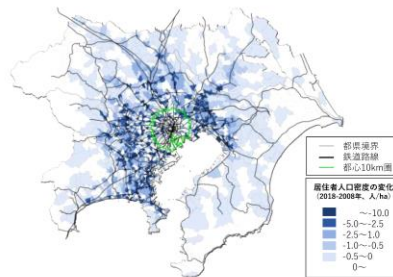 都県境界
鉄道路線
都心10km圏
居住者人口密度の変化
(2018-2008年、人/ha)
～-10.0
-5.0～-2.5
-2.5～1.0
-1.0～-0.5
-0.5～0
0～